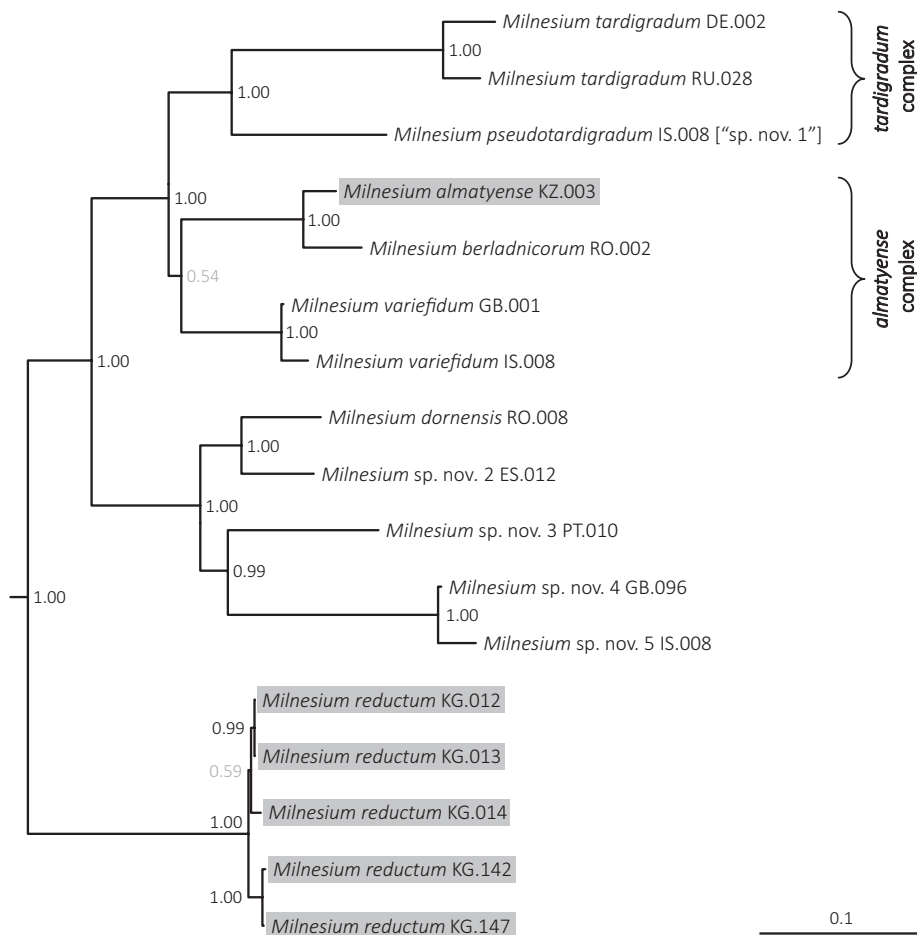 Milnesium tardigradum DE.002
1.00
Milnesium tardigradum RU.028
1.00
Milnesium pseudotardigradum IS.008 [“sp. nov. 1”]
tardigradum
complex
Milnesium almatyense KZ.003
1.00
1.00
Milnesium berladnicorum RO.002
0.54
Milnesium variefidum GB.001
1.00
Milnesium variefidum IS.008
almatyense
complex
1.00
Milnesium dornensis RO.008
1.00
Milnesium sp. nov. 2 ES.012
1.00
Milnesium sp. nov. 3 PT.010
0.99
Milnesium sp. nov. 4 GB.096
1.00
1.00
Milnesium sp. nov. 5 IS.008
Milnesium reductum KG.012
0.99
Milnesium reductum KG.013
0.59
Milnesium reductum KG.014
1.00
Milnesium reductum KG.142
1.00
Milnesium reductum KG.147
0.1